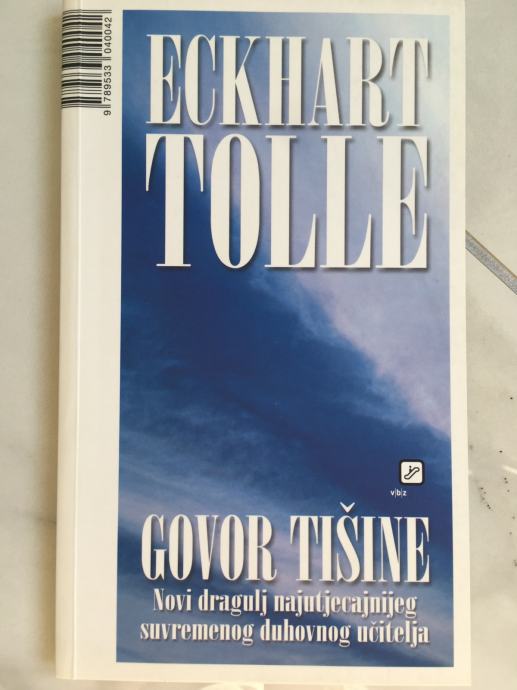 9 789533 040042
ECKHART
TOLLE
v|b|z
GOVOR TIŠINE
Novi dragulj najutjecajnijeg
suvremenog duhovnog učitelja